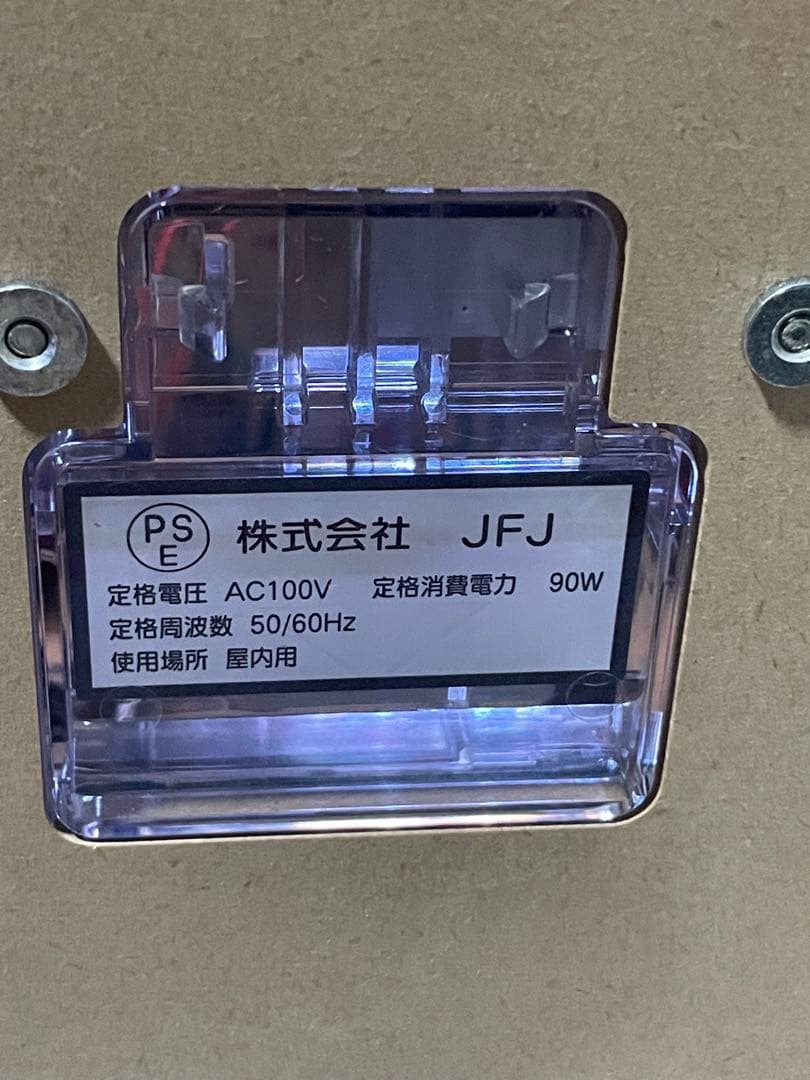 PSE 株式会社 JFJ
定格電圧 AC100V 定格消費電力 90W
定格周波数 50/60Hz
使用場所 屋内用